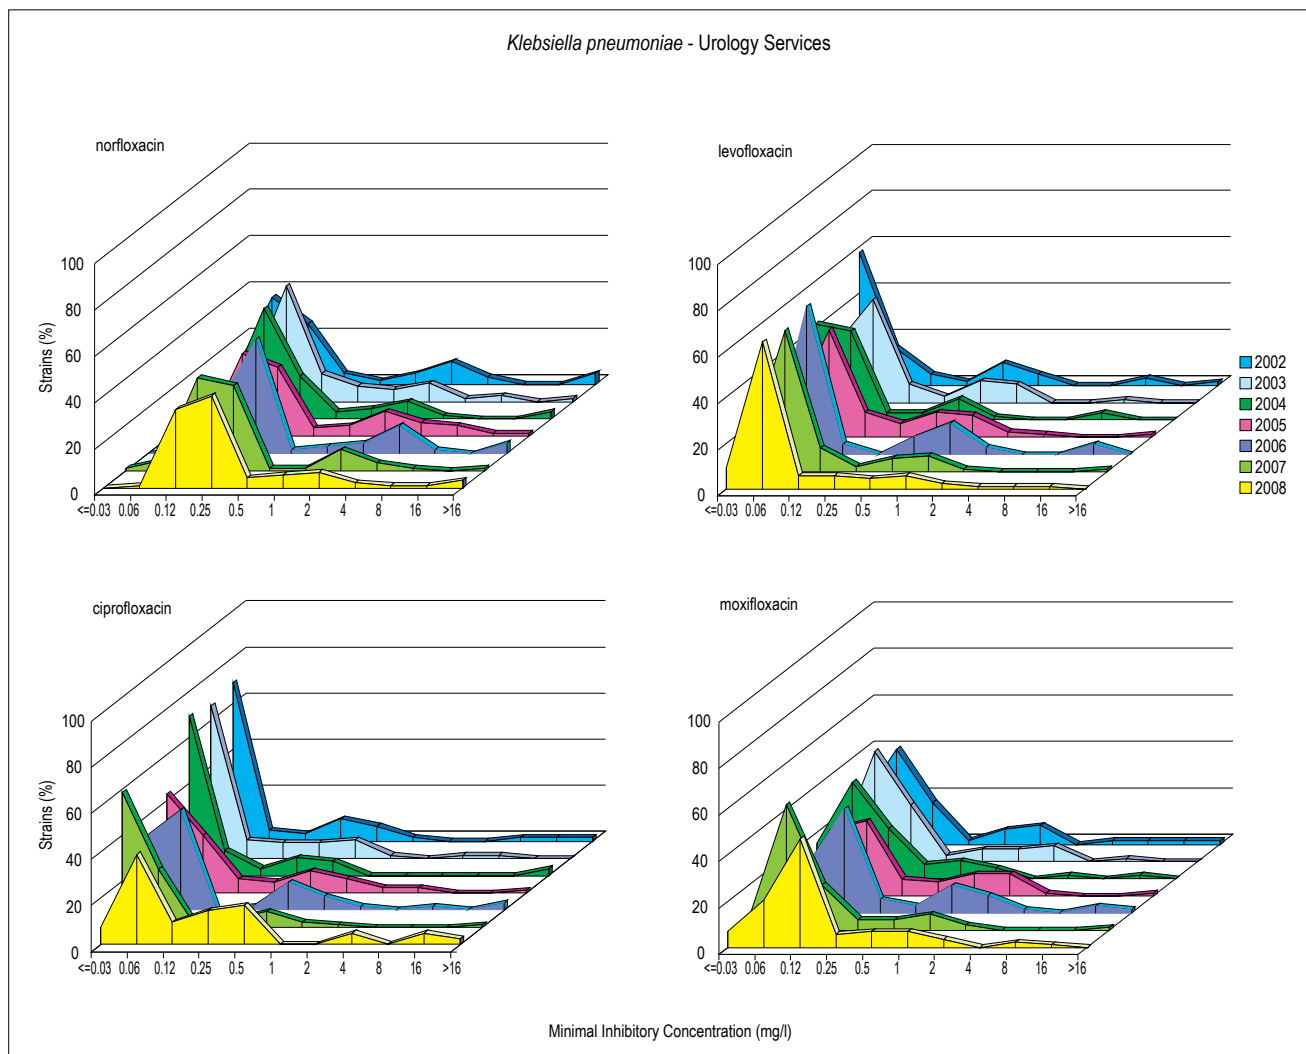 Klebsiella pneumoniae - Urology Services
norfloxacin
levofloxacin
100
80
60
40
20
0
Strains (%)
<=0.03 0.06 0.12 0.25 0.5 1 2 4 8 16 >16
100
80
60
40
20
0
<=0.03 0.06 0.12 0.25 0.5 1 2 4 8 16 >16
2002
2003
2004
2005
2006
2007
2008
ciprofloxacin
moxifloxacin
100
80
60
40
20
0
Strains (%)
<=0.03 0.06 0.12 0.25 0.5 1 2 4 8 16 >16
100
80
60
40
20
0
<=0.03 0.06 0.12 0.25 0.5 1 2 4 8 16 >16
Minimal Inhibitory Concentration (mg/l)